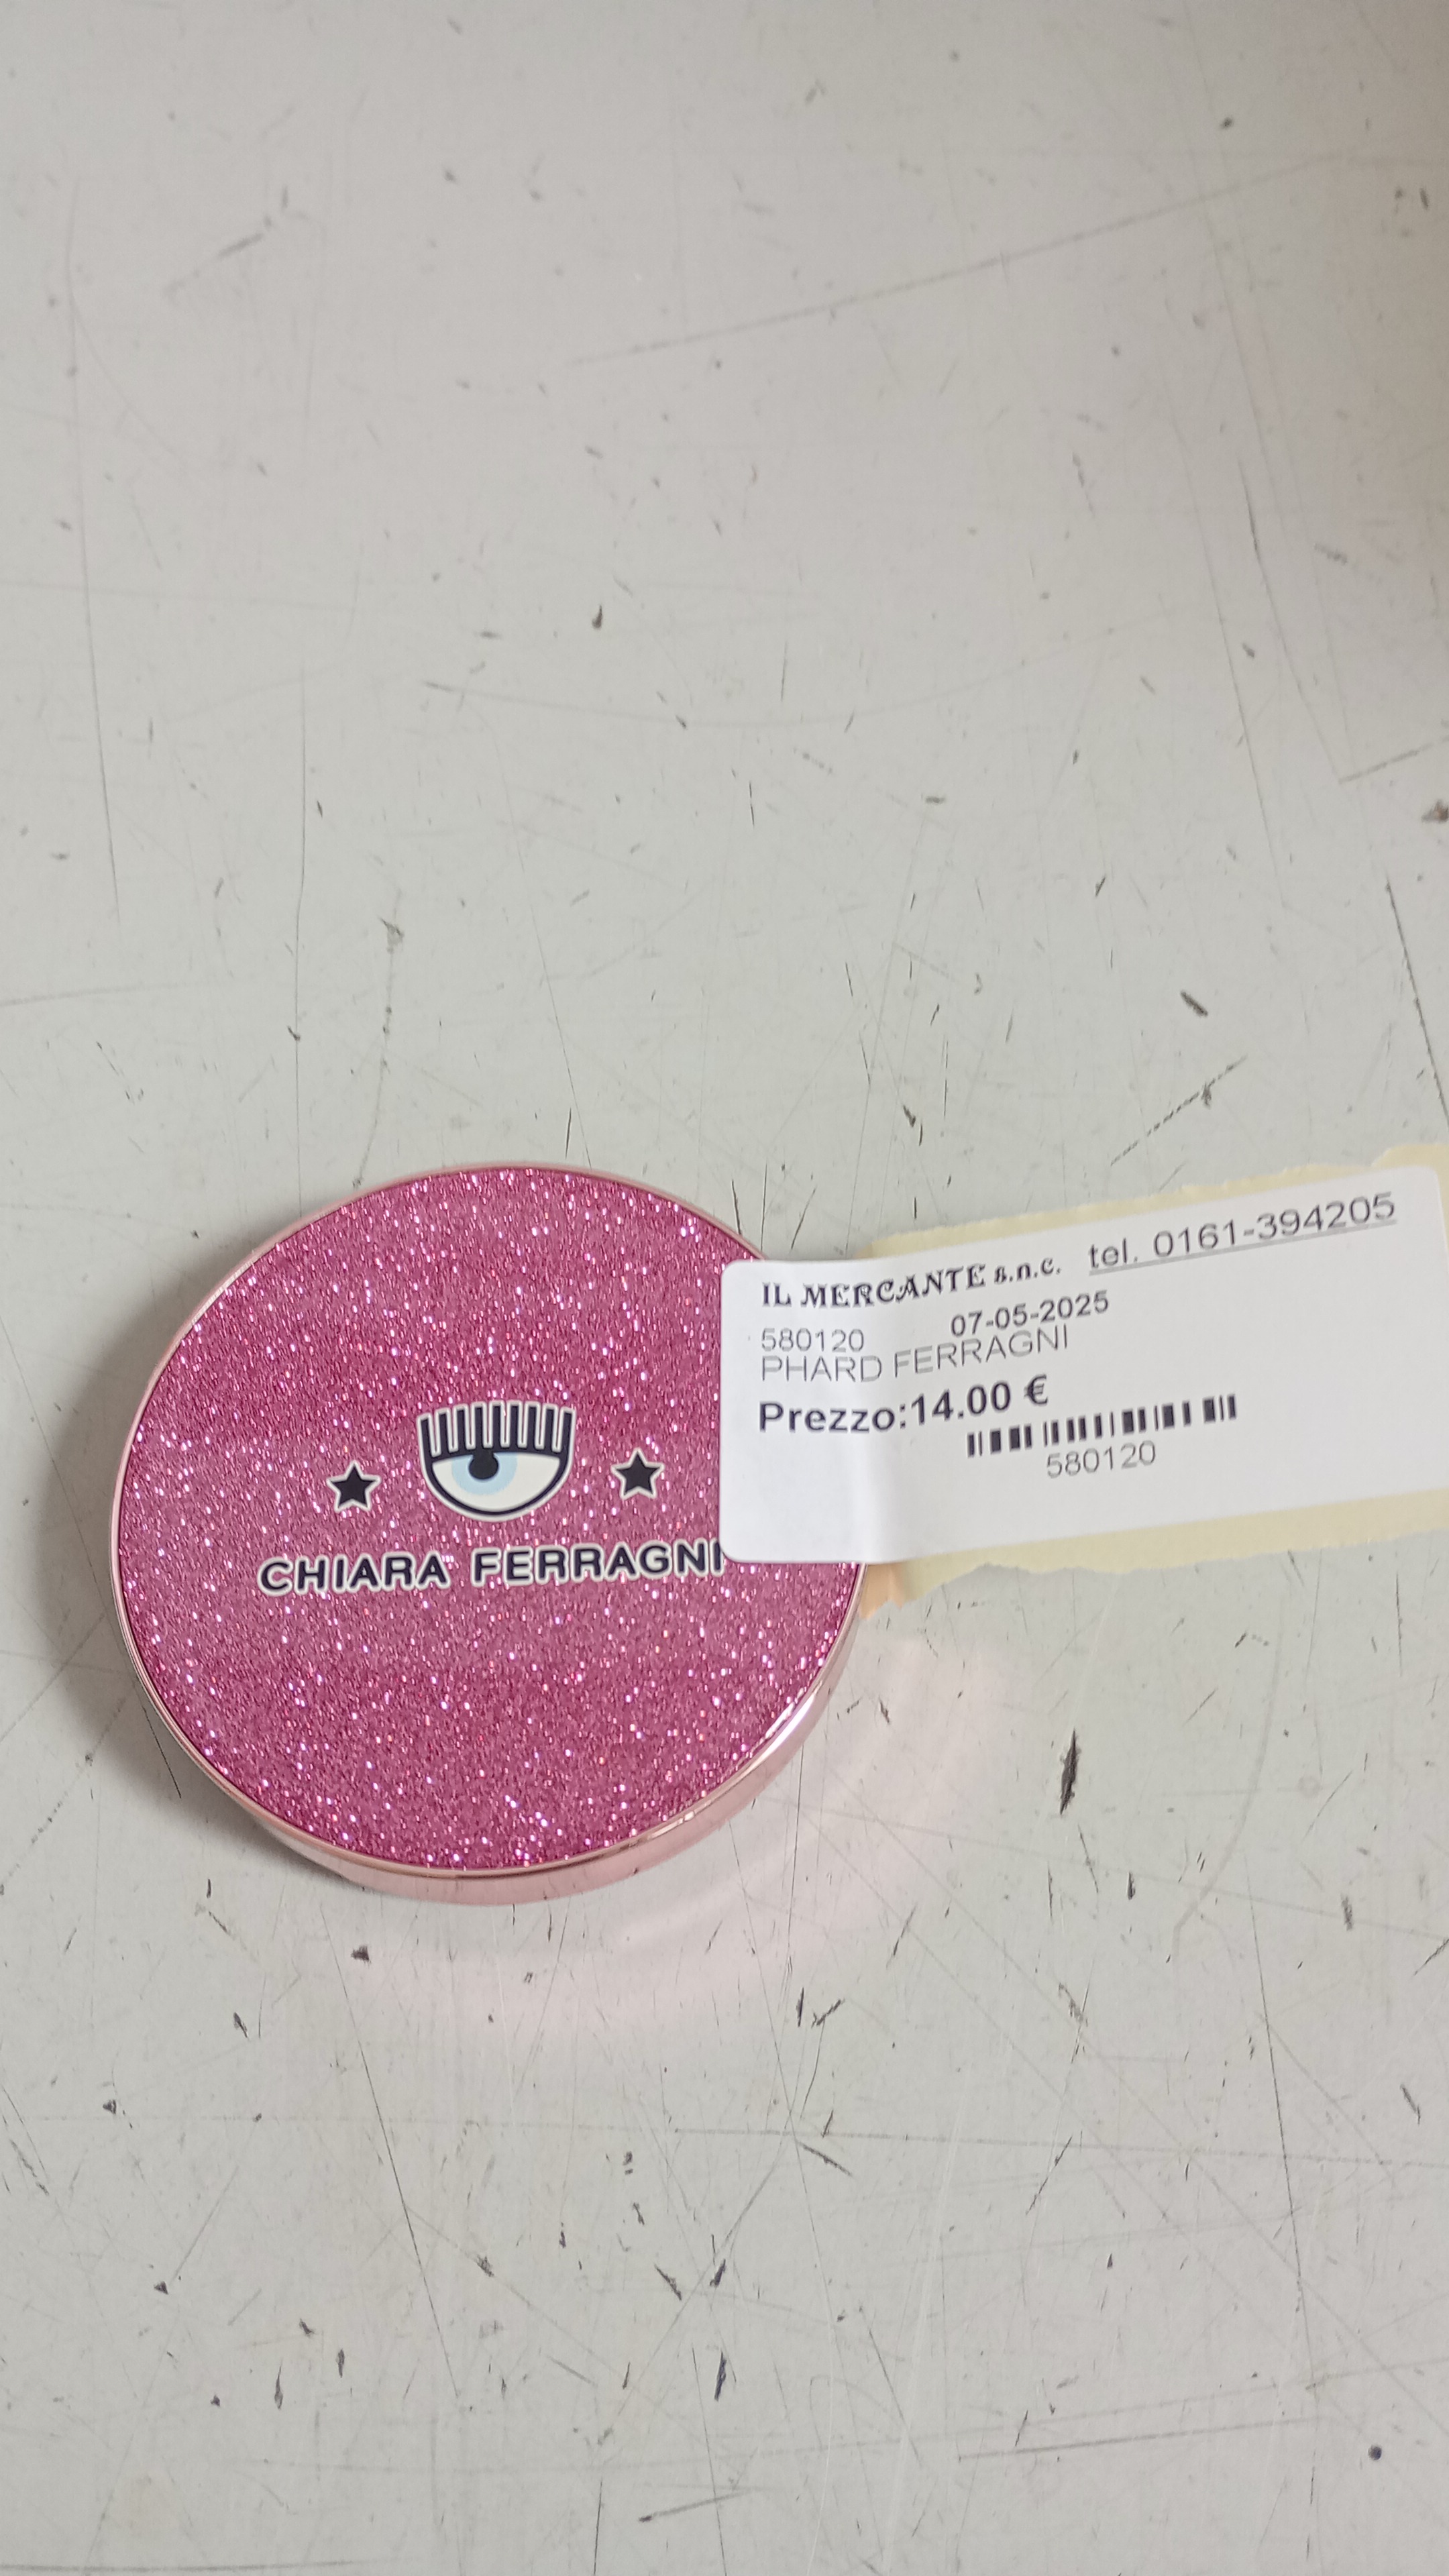 CHIARA FERRAGNI
IL MERCANTE s.n.c. tel. 0161-394205
580120 07-05-2025
PHARD FERRAGNI
Prezzo:14.00 €
580120